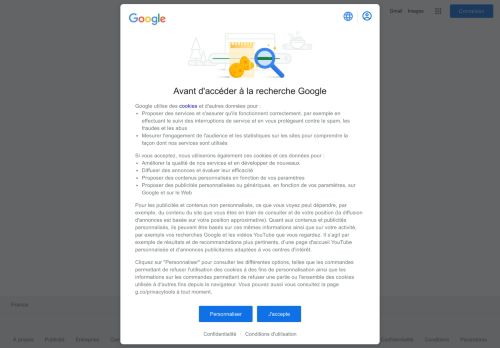 Google
Gmail Images
Connexion
Avant d'accéder à la recherche Google
Google utilise des cookies et d'autres données pour :
• Proposer des services et s'assurer qu'ils fonctionnent correctement, par exemple en
effectuant le suivi des interruptions de service et en vous protégeant contre le spam, les
fraudes et les abus
• Mesurer l'engagement de l'audience et les statistiques sur les sites pour comprendre la
façon dont nos services sont utilisés
Si vous acceptez, nous utiliserons également ces cookies et ces données pour :
• Améliorer la qualité de nos services et en développer de nouveaux
• Diffuser des annonces et évaluer leur efficacité
• Proposer des contenus personnalisés en fonction de vos paramètres
• Proposer des publicités personnalisées ou génériques, en fonction de vos paramètres, sur
Google et sur le Web
Pour les publicités et contenus non personnalisés, ce que vous voyez peut dépendre, par
exemple, du contenu du site que vous êtes en train de consulter et de votre position (la diffusion
d'annonces est basée sur votre position approximative). Quant aux contenus et publicités
personnalisés, ils peuvent être basés sur ces mêmes informations ainsi que sur votre activité,
par exemple vos recherches Google et les vidéos YouTube que vous regardez. Il s'agit par
exemple de résultats et de recommandations plus pertinents, d'une page d'accueil YouTube
personnalisée et d'annonces publicitaires adaptées à vos centres d'intérêt.
Cliquez sur "Personnaliser" pour consulter les différentes options, telles que les commandes
permettant de refuser l'utilisation des cookies à des fins de personnalisation ainsi que les
informations sur les commandes permettant de refuser une partie ou l'ensemble des cookies
utilisés à d'autres fins depuis le navigateur. Vous pouvez aussi vous consultez la page
g.co/privacytools à tout moment.
Personnaliser J'accepte
Confidentialité Conditions d'utilisation
France
À propos Publicité Entreprise Confidentialité Conditions Paramètres